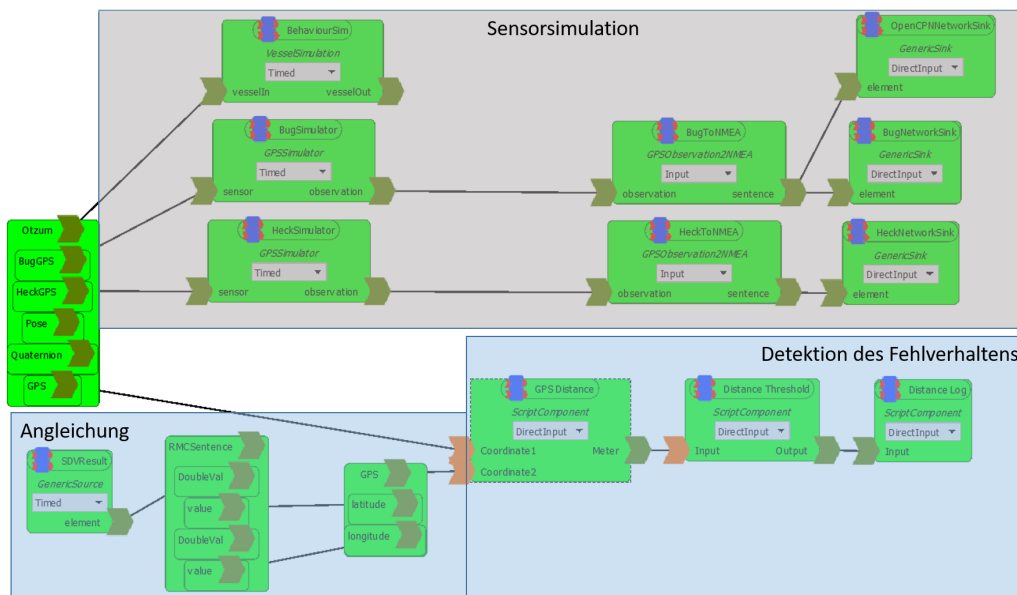 Sensorsimulation
BehaviourSim
VesselSimulation
Timed
vesselIn vesselOut
OpenCPNNetworkSink
GenericSink
DirectInput
element
BugSimulator
GPSSimulator
Timed
sensor observation
BugToNMEA
GPSObservation2NMEA
Input
observation sentence
BugNetworkSink
GenericSink
DirectInput
element
HeckSimulator
GPSSimulator
Timed
sensor observation
HeckToNMEA
GPSObservation2NMEA
Input
observation sentence
HeckNetworkSink
GenericSink
DirectInput
element
Otzum
BugGPS
HeckGPS
Pose
Quaternion
GPS
Detektion des Fehlverhaltens
GPS Distance
ScriptComponent
DirectInput
Coordinate1 Meter
Coordinate2
Distance Threshold
ScriptComponent
DirectInput
Input Output
Distance Log
ScriptComponent
DirectInput
Input
Angleichung
SDVResult
GenericSource
Timed
element
RMCSentence
DoubleVal
value
DoubleVal
value
GPS
latitude
longitude